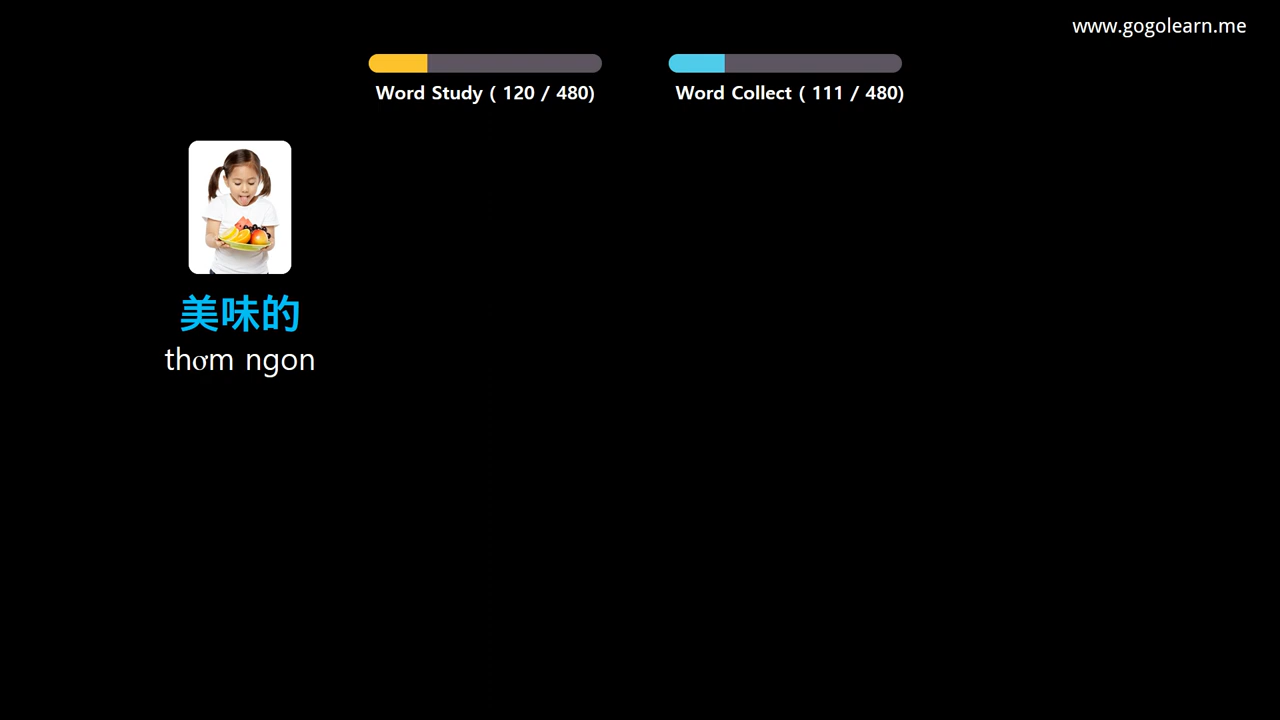 www.gogolearn.me
Word Study ( 120 / 480)
Word Collect ( 111 / 480)
美味的
thơm ngon